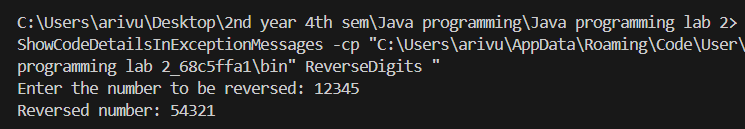 C:\Users\arivu\Desktop\2nd year 4th sem\Java programming\Java programming lab 2>
ShowCodeDetailsInExceptionMessages -cp "C:\Users\arivu\AppData\Roaming\Code\User\
programming lab 2_68c5ffa1\bin" ReverseDigits "
Enter the number to be reversed: 12345
Reversed number: 54321